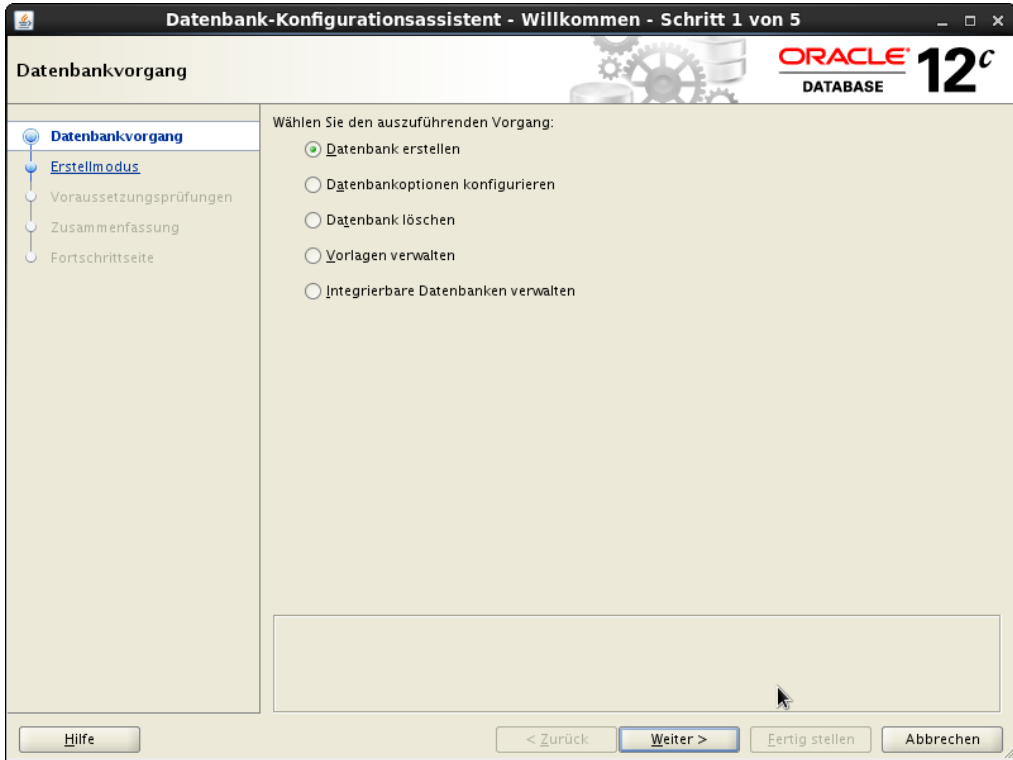 Datenbank-Konfigurationsassistent - Willkommen - Schritt 1 von 5
Datenbankvorgang
ORACLE
DATABASE
12c
Datenbankvorgang
Erstellmodus
Voraussetzungsprüfungen
Zusammenfassung
Fortschrittseite
Wählen Sie den auszuführenden Vorgang:
Datenbank erstellen
Datenbankoptionen konfigurieren
Datenbank löschen
Vorlagen verwalten
Integrierbare Datenbanken verwalten
Hilfe
< Zurück
Weiter >
Fertig stellen
Abbrechen